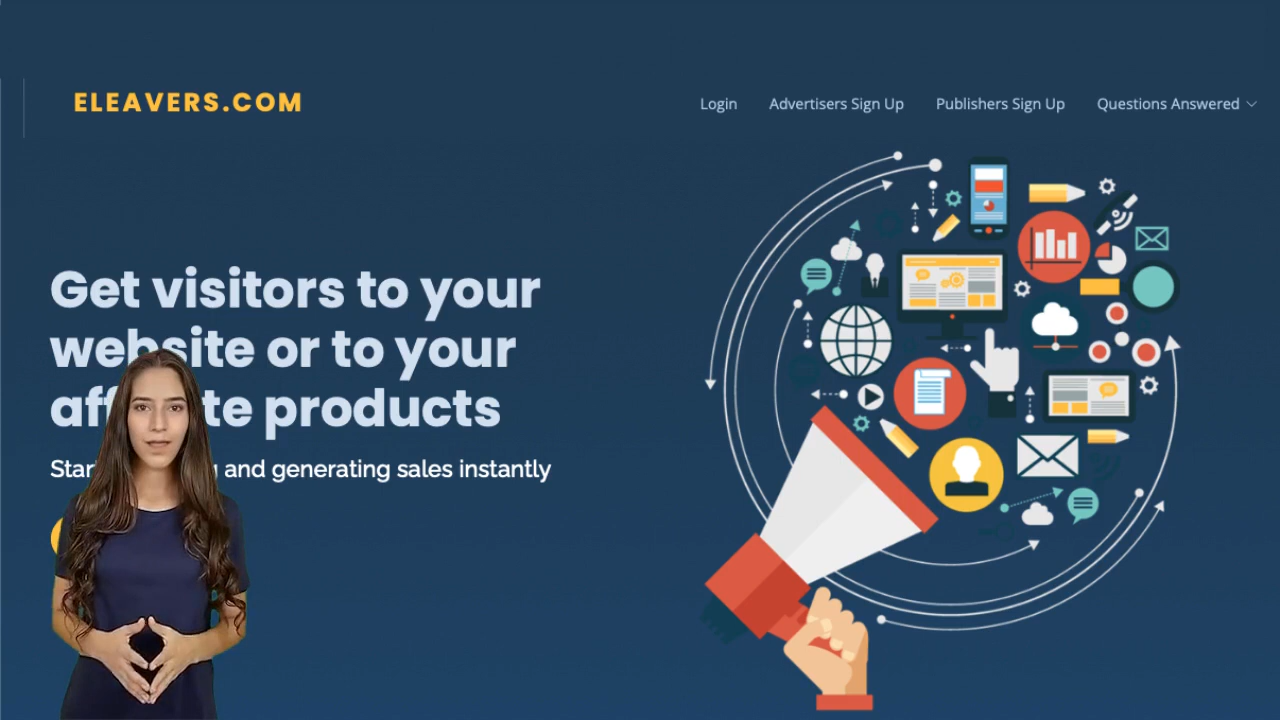 ELEAVERS.COM
Login Advertisers Sign Up Publishers Sign Up Questions Answered
Get visitors to your
website or to your
products
and generating sales instantly